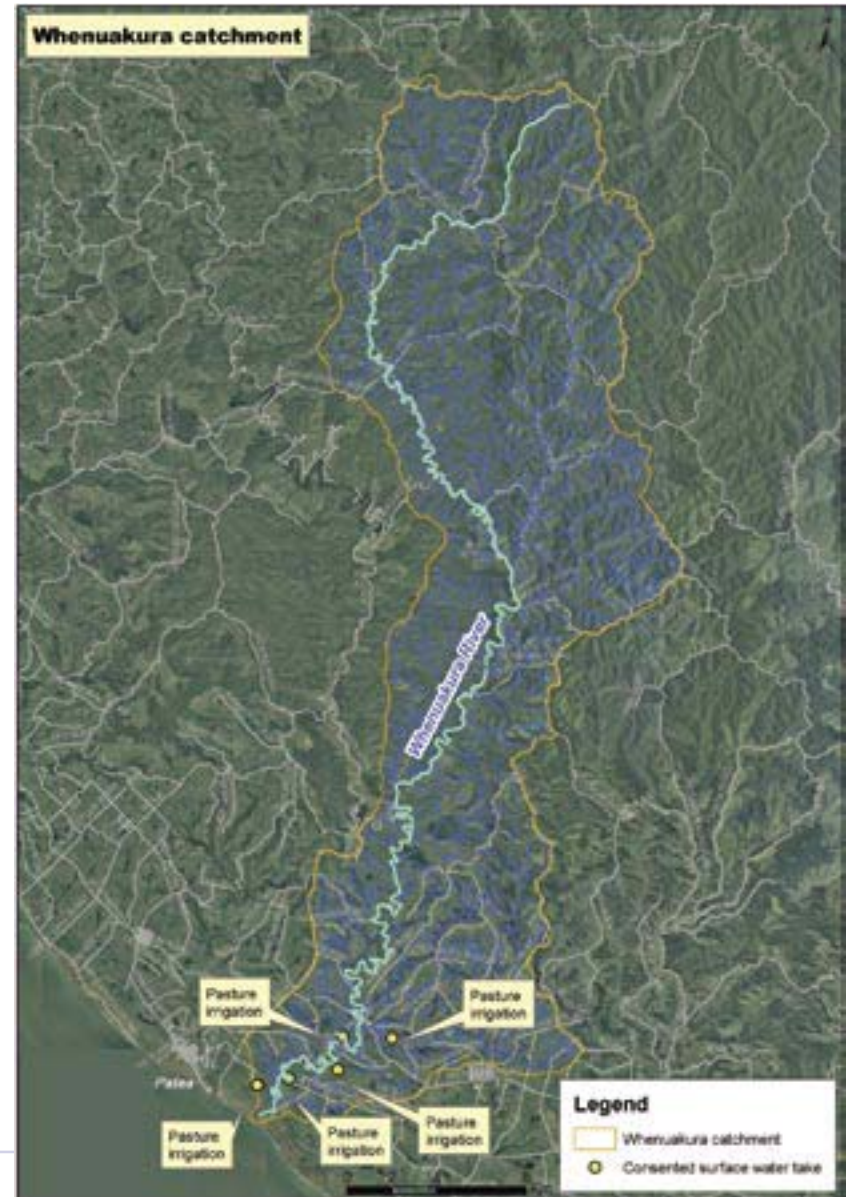 Whenuakura catchment
Whenuakura River
Pasture
irrigation
Pasture
irrigation
Patea
Pasture
irrigation
Pasture
irrigation
Pasture
irrigation
Legend
Whenuakura catchment
Consented surface water take